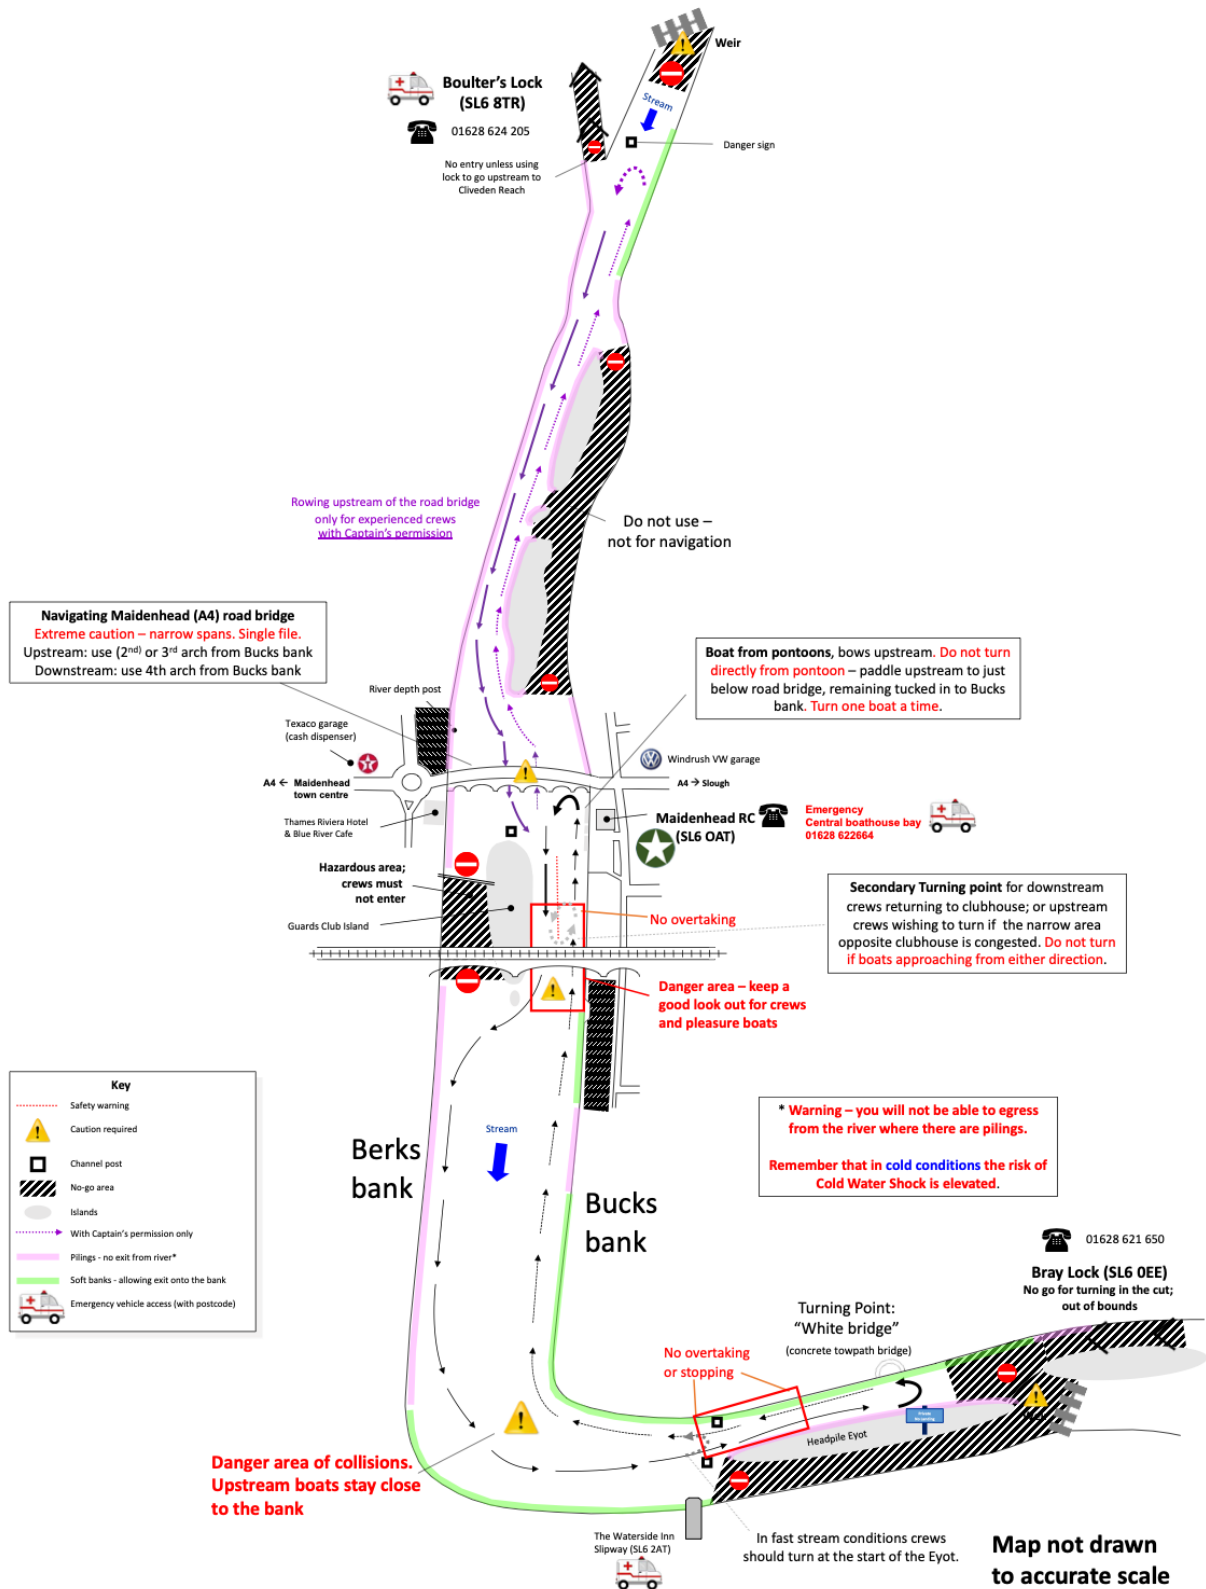 Weir
Boulter's Lock
(SL6 8TR)
01628 624 205
Stream
Danger sign
No entry unless using
lock to go upstream to
Cliveden Reach
Rowing upstream of the road bridge
only for experienced crews
with Captain's permission
Do not use –
not for navigation
Navigating Maidenhead (A4) road bridge
Extreme caution – narrow spans. Single file.
Upstream: use (2nd) or 3rd arch from Bucks bank
Downstream: use 4th arch from Bucks bank
Boat from pontoons, bows upstream. Do not turn
directly from pontoon – paddle upstream to just
below road bridge, remaining tucked in to Bucks
bank. Turn one boat a time.
River depth post
Texaco garage
(cash dispenser)
Windrush VW garage
A4 ← Maidenhead
town centre
A4 → Slough
Thames Riviera Hotel
& Blue River Cafe
Maidenhead RC
(SL6 OAT)
Emergency
Central boathouse bay
01628 622664
Hazardous area;
crews must
not enter
Guards Club Island
No overtaking
Secondary Turning point for downstream
crews returning to clubhouse; or upstream
crews wishing to turn if the narrow area
opposite clubhouse is congested. Do not turn
if boats approaching from either direction.
Danger area – keep a
good look out for crews
and pleasure boats
Key
Safety warning
Caution required
Channel post
No-go area
Islands
With Captain's permission only
Pilings - no exit from river*
Soft banks - allowing exit onto the bank
Emergency vehicle access (with postcode)
Stream
Berks
bank
Bucks
bank
* Warning – you will not be able to egress
from the river where there are pilings.
Remember that in cold conditions the risk of
Cold Water Shock is elevated.
01628 621 650
Bray Lock (SL6 0EE)
No go for turning in the cut;
out of bounds
Turning Point:
"White bridge"
(concrete towpath bridge)
No overtaking
or stopping
Headpile Eyot
Danger area of collisions.
Upstream boats stay close
to the bank
The Waterside Inn
Slipway (SL6 2AT)
In fast stream conditions crews
should turn at the start of the Eyot.
Map not drawn
to accurate scale